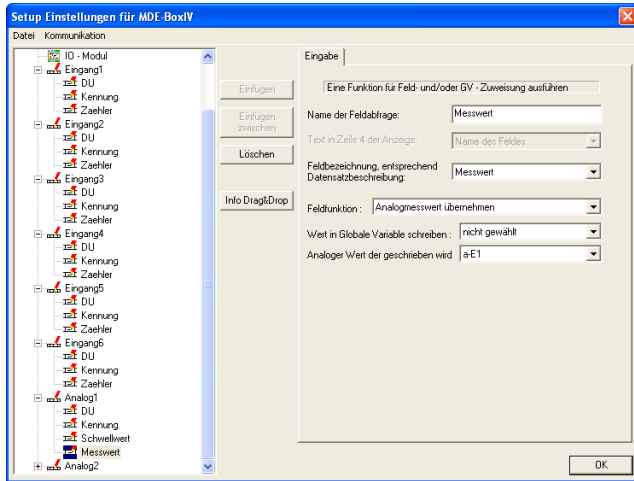 Setup Einstellungen für MDE-BoxIV
Datei Kommunikation
IO - Modul
Eingang1
DU
Kennung
Zaehler
Eingang2
DU
Kennung
Zaehler
Eingang3
DU
Kennung
Zaehler
Eingang4
DU
Kennung
Zaehler
Eingang5
DU
Kennung
Zaehler
Eingang6
DU
Kennung
Zaehler
Analog1
DU
Kennung
Schwellwert
Messwert
Analog2
Einfügen
Einfügen
zwischen
Löschen
Info Drag&Drop
Eingabe
Eine Funktion für Feld- und/oder GV - Zuweisung ausführen
Name der Feldabfrage: Messwert
Text in Zeile 4 der Anzeige: Name des Feldes
Feldbezeichnung, entsprechend
Datensatzbeschreibung: Messwert
Feldfunktion : Analogmesswert übernehmen
Wert in Globale Variable schreiben : nicht gewählt
Analoger Wert der geschrieben wird a-E1
OK